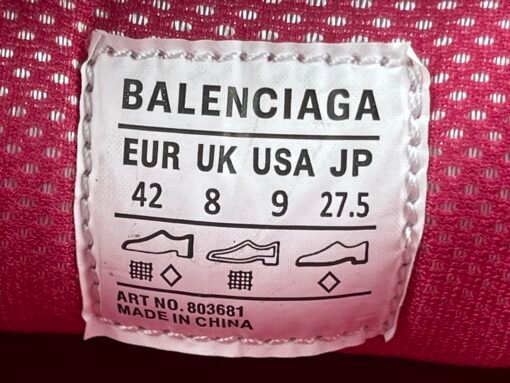 BALENCIAGA
EUR UK USA JP
42 8 9 27.5
ART NO. 803681
MADE IN CHINA